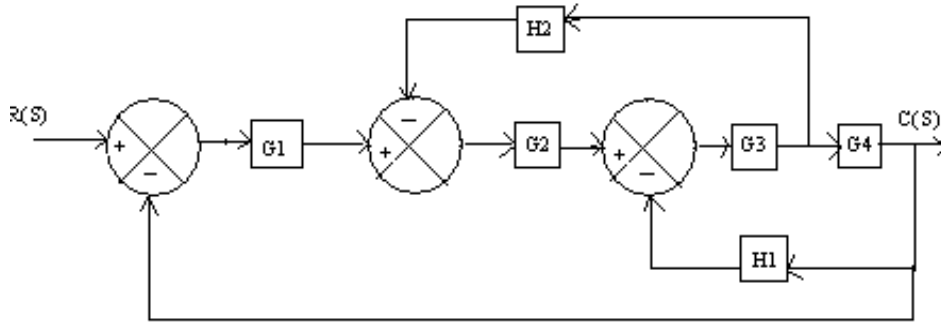 H2
R(S)
C(S)
−
+
−
G1
+
G2
+
−
G3
G4
H1